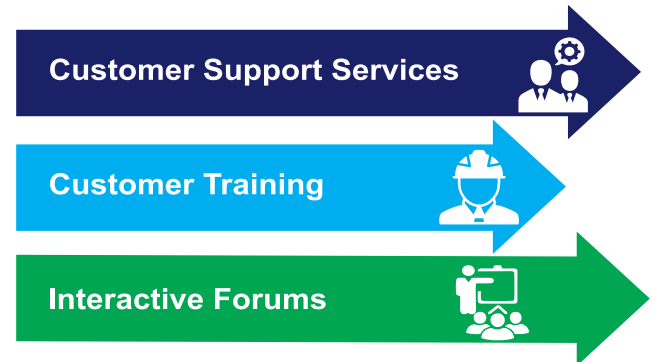 Customer Support Services
Customer Training
Interactive Forums